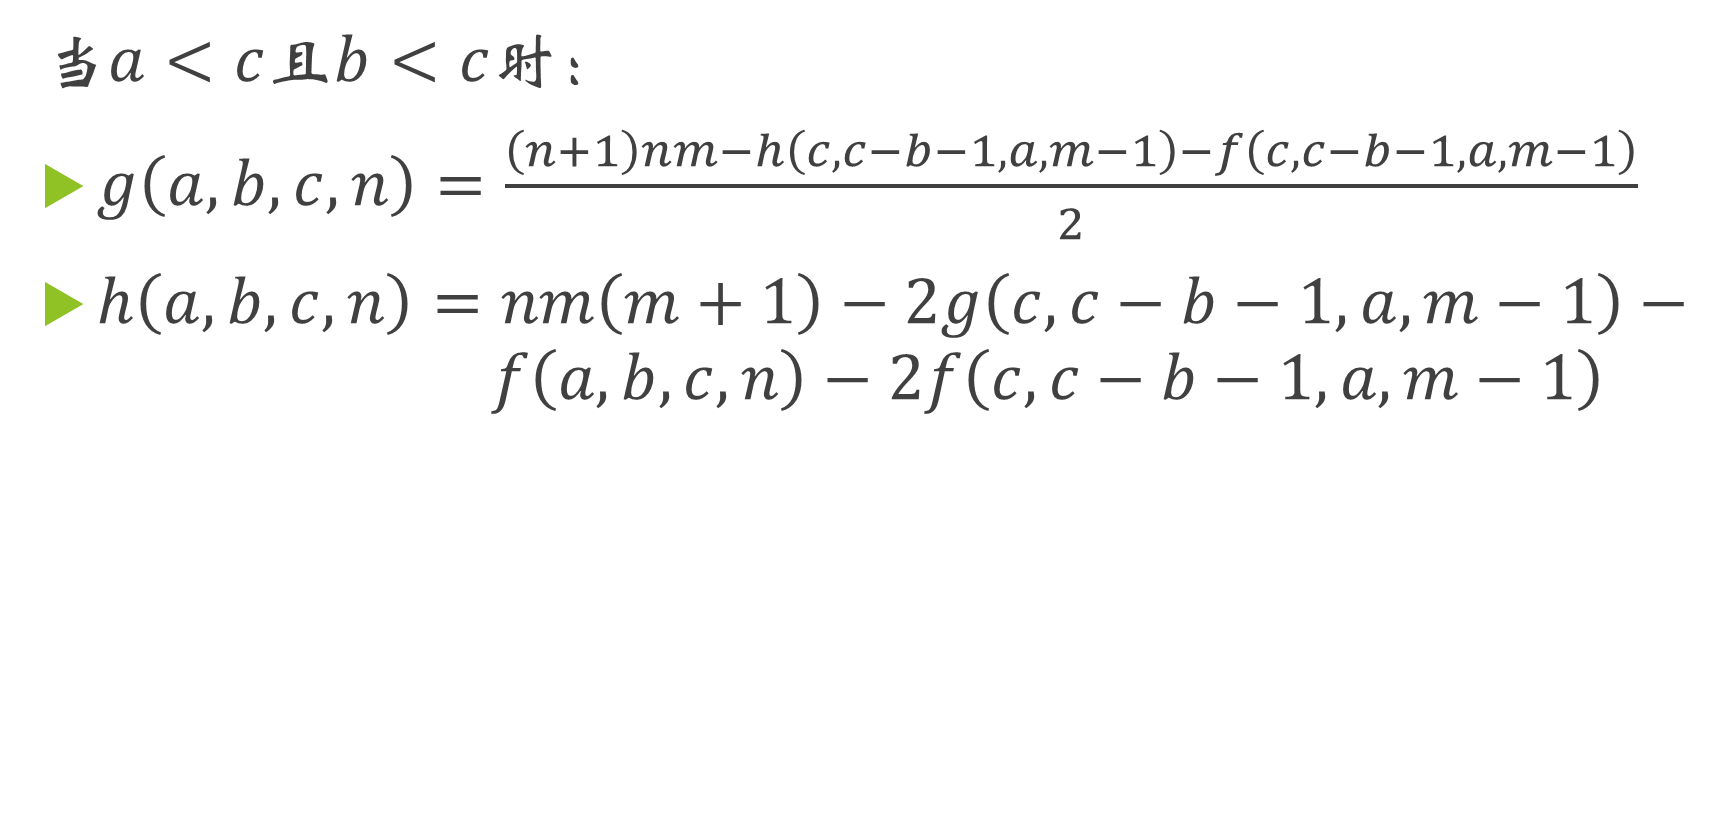 当a < c且b < c时：
g(a, b, c, n) = \frac{(n+1)nm−h(c,c−b−1,a,m−1)−f(c,c−b−1,a,m−1)}{2}
h(a, b, c, n) = nm(m + 1) − 2g(c, c − b − 1, a, m − 1) −
f(a, b, c, n) − 2f(c, c − b − 1, a, m − 1)